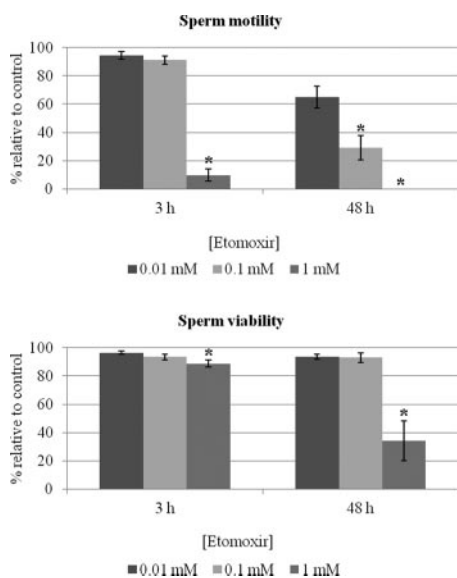 Sperm motility
% relative to control
100
80
60
40
20
0
*
*
*
3 h 48 h
[Etomoxir]
0.01 mM 0.1 mM 1 mM
Sperm viability
% relative to control
100
80
60
40
20
0
*
*
3 h 48 h
[Etomoxir]
0.01 mM 0.1 mM 1 mM